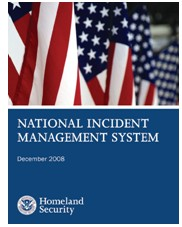 NATIONAL INCIDENT
MANAGEMENT SYSTEM
December 2008
Homeland
Security